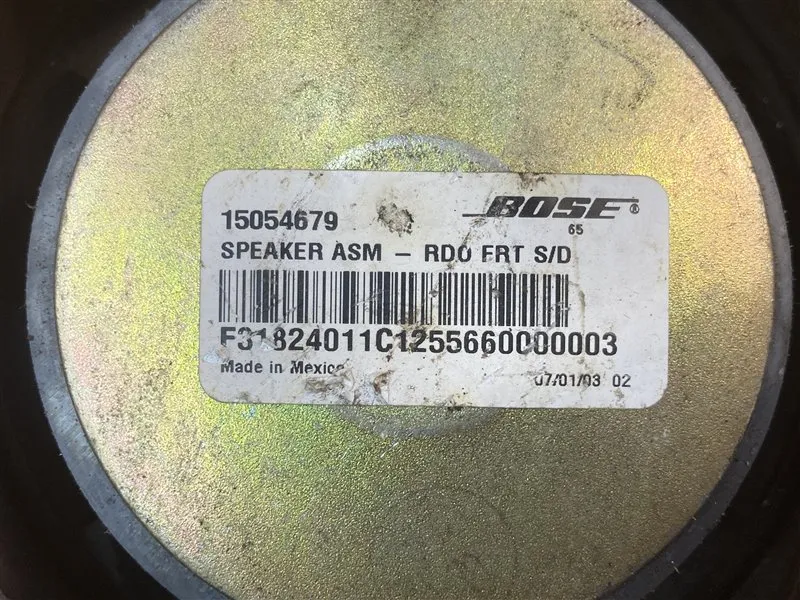 15054679
BOSE®
65
SPEAKER ASM – RDO FRT S/D
F31824011C1255660000003
Made in Mexico
07/01/03 02